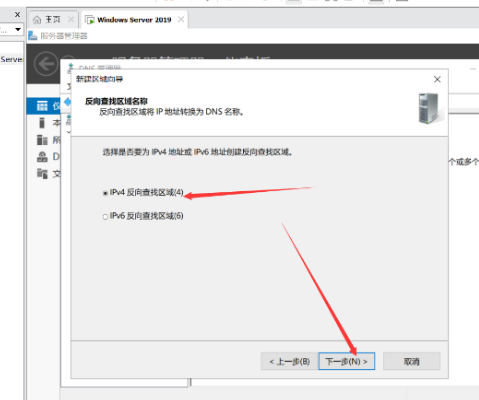 主页 × Windows Server 2019 ×
服务器管理器
Server
DNS 管理器
新建区域向导
反向查找区域名称
反向查找区域将 IP 地址转换为 DNS 名称。
选择是否要为 IPv4 地址或 IPv6 地址创建反向查找区域。
个或多个
IPv4 反向查找区域(4)
IPv6 反向查找区域(6)
< 上一步(B) 下一步(N) > 取消